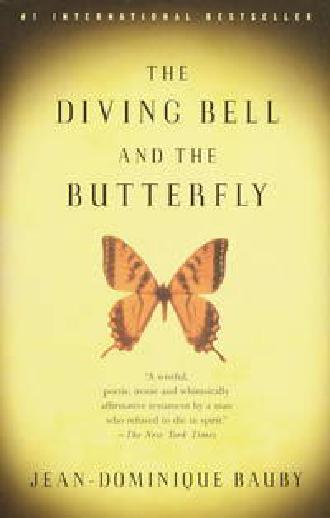 #1 INTERNATIONAL BESTSELLER
THE
DIVING BELL
AND THE
BUTTERFLY
"A wistful,
poetic, ironic and whimsically
affirmative testament by a man
who refused to die in spirit."
–The New York Times
JEAN-DOMINIQUE BAUBY